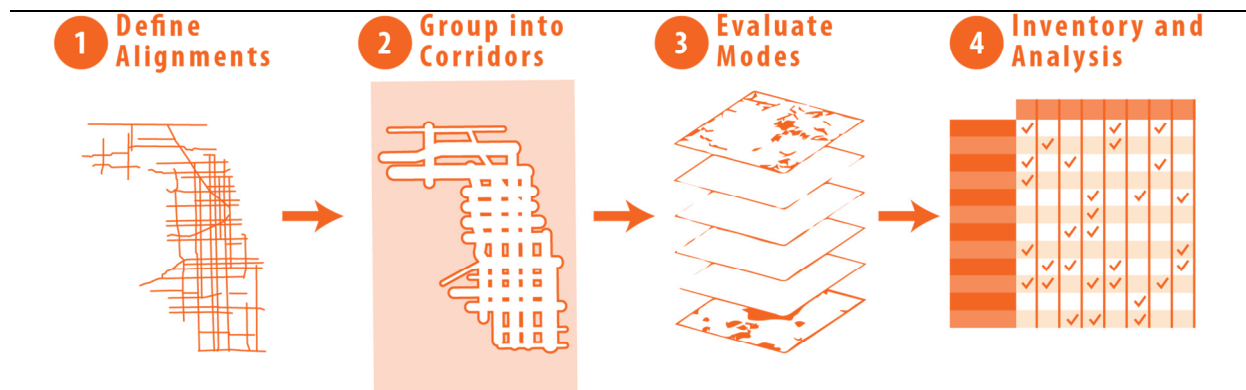 1 Define
Alignments
2 Group into
Corridors
3 Evaluate
Modes
4 Inventory and
Analysis